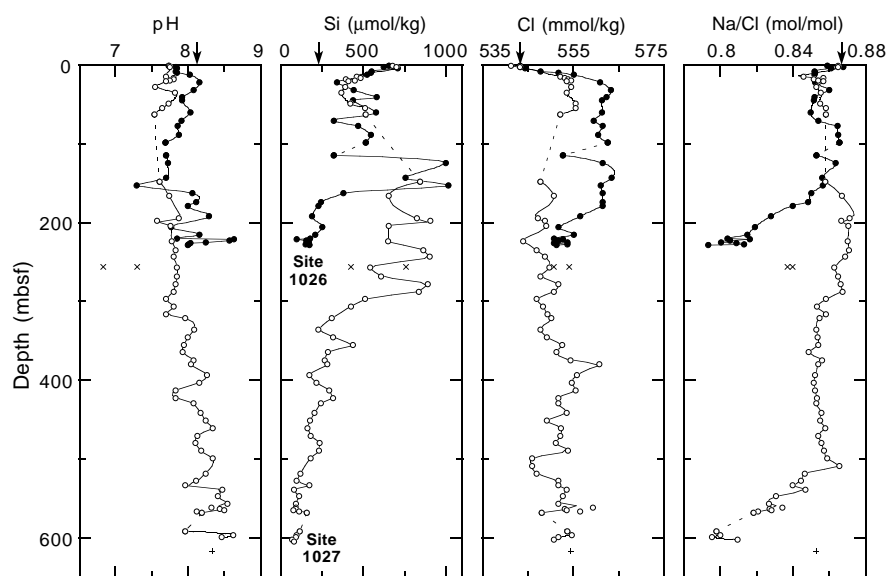 pH Si (µmol/kg) Cl (mmol/kg) Na/Cl (mol/mol)
7 8 9 0 500 1000 535 555 575 0.8 0.84 0.88
0
200
400
600
Depth (mbsf)
Site
1026
Site
1027